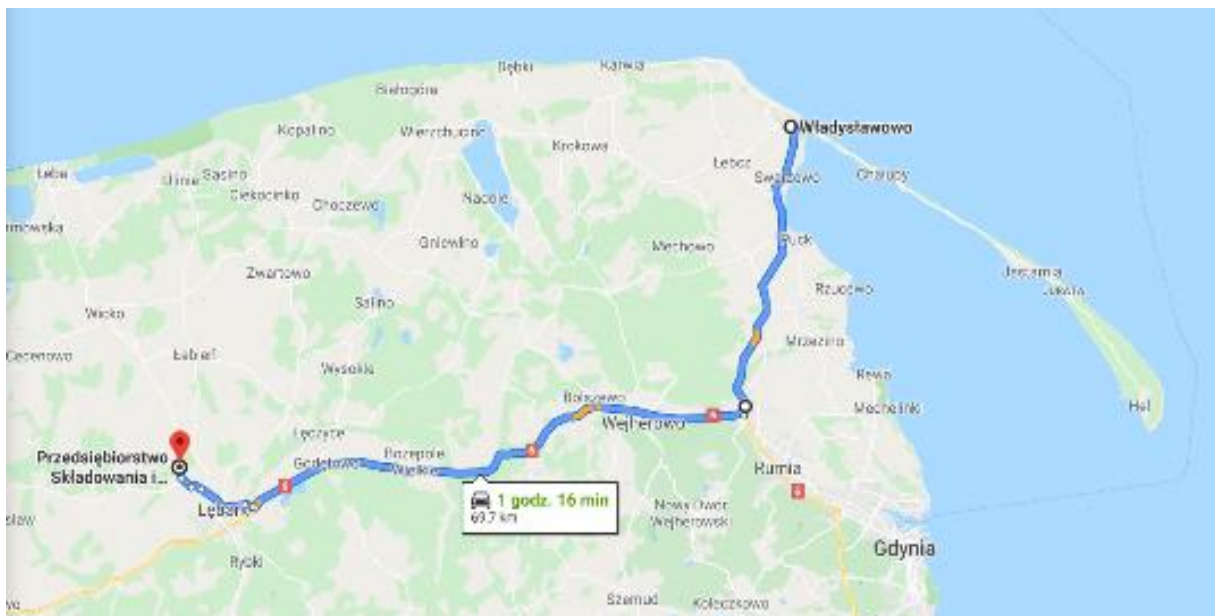 Dębki
Karwia
Białogóra
Kopalino
Wierzchucino
Krokowa
Władysławowo
Łebcz
Swarzewo
Chałupy
Łeba
Ulinia
Sasino
Ciekocinko
Choczewo
Nadole
Gniewino
Mechowo
Puck
Jastarnia
Jurata
Zwartowo
Salino
Rzucewo
Wicko
Mrzezino
Cecenowo
Wysokie
Rewa
Bolszewo
Mechelinki
Hel
Wejherowo
Łęczyce
Przedsiębiorstwo
Składowania i...
Godętowo
Bożepole
Wielkie
Rumia
1 godz. 16 min
69.7 km
Lębork
Nowy Dwór
Wejherowski
Gdynia
Rybki
Szemud
Koleczkowo